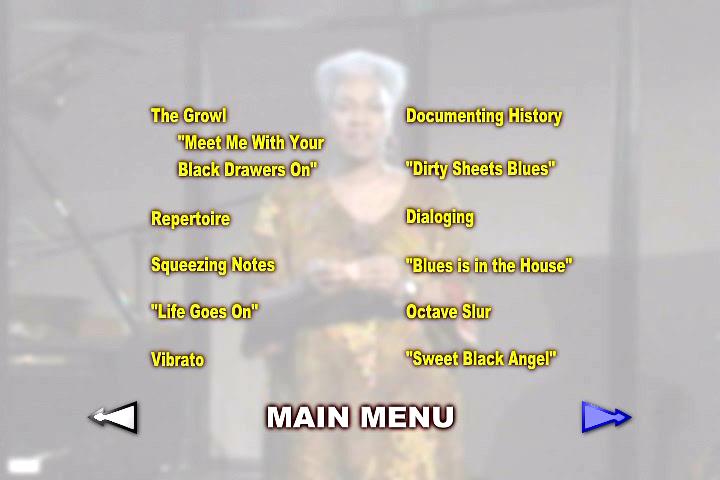 The Growl
"Meet Me With Your
Black Drawers On"
Repertoire
Squeezing Notes
"Life Goes On"
Vibrato
Documenting History
"Dirty Sheets Blues"
Dialoging
"Blues is in the House"
Octave Slur
"Sweet Black Angel"
MAIN MENU